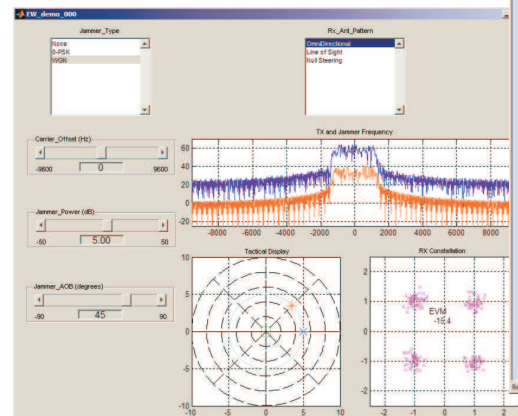 EW_demo_000
Jammer_Type
Rx_Ant_Pattern
None
8-PSK
WGN
OmniDirectional
Line of Sight
Null Steering
Carrier_Offset (Hz)
-9600 0 9600
Jammer_Power (dB)
-50 5.00 50
Jammer_AOB (degrees)
-90 45 90
TX and Jammer Frequency
60
40
20
0
-20
-8000 -6000 -4000 -2000 0 2000 4000 6000 8000
Tactical Display
10
5
0
-5
-10
-10 -5 0 5 10
RX Constellation
2
1
0
-1
-2
-2 -1 0 1 2
EVM
-15.4